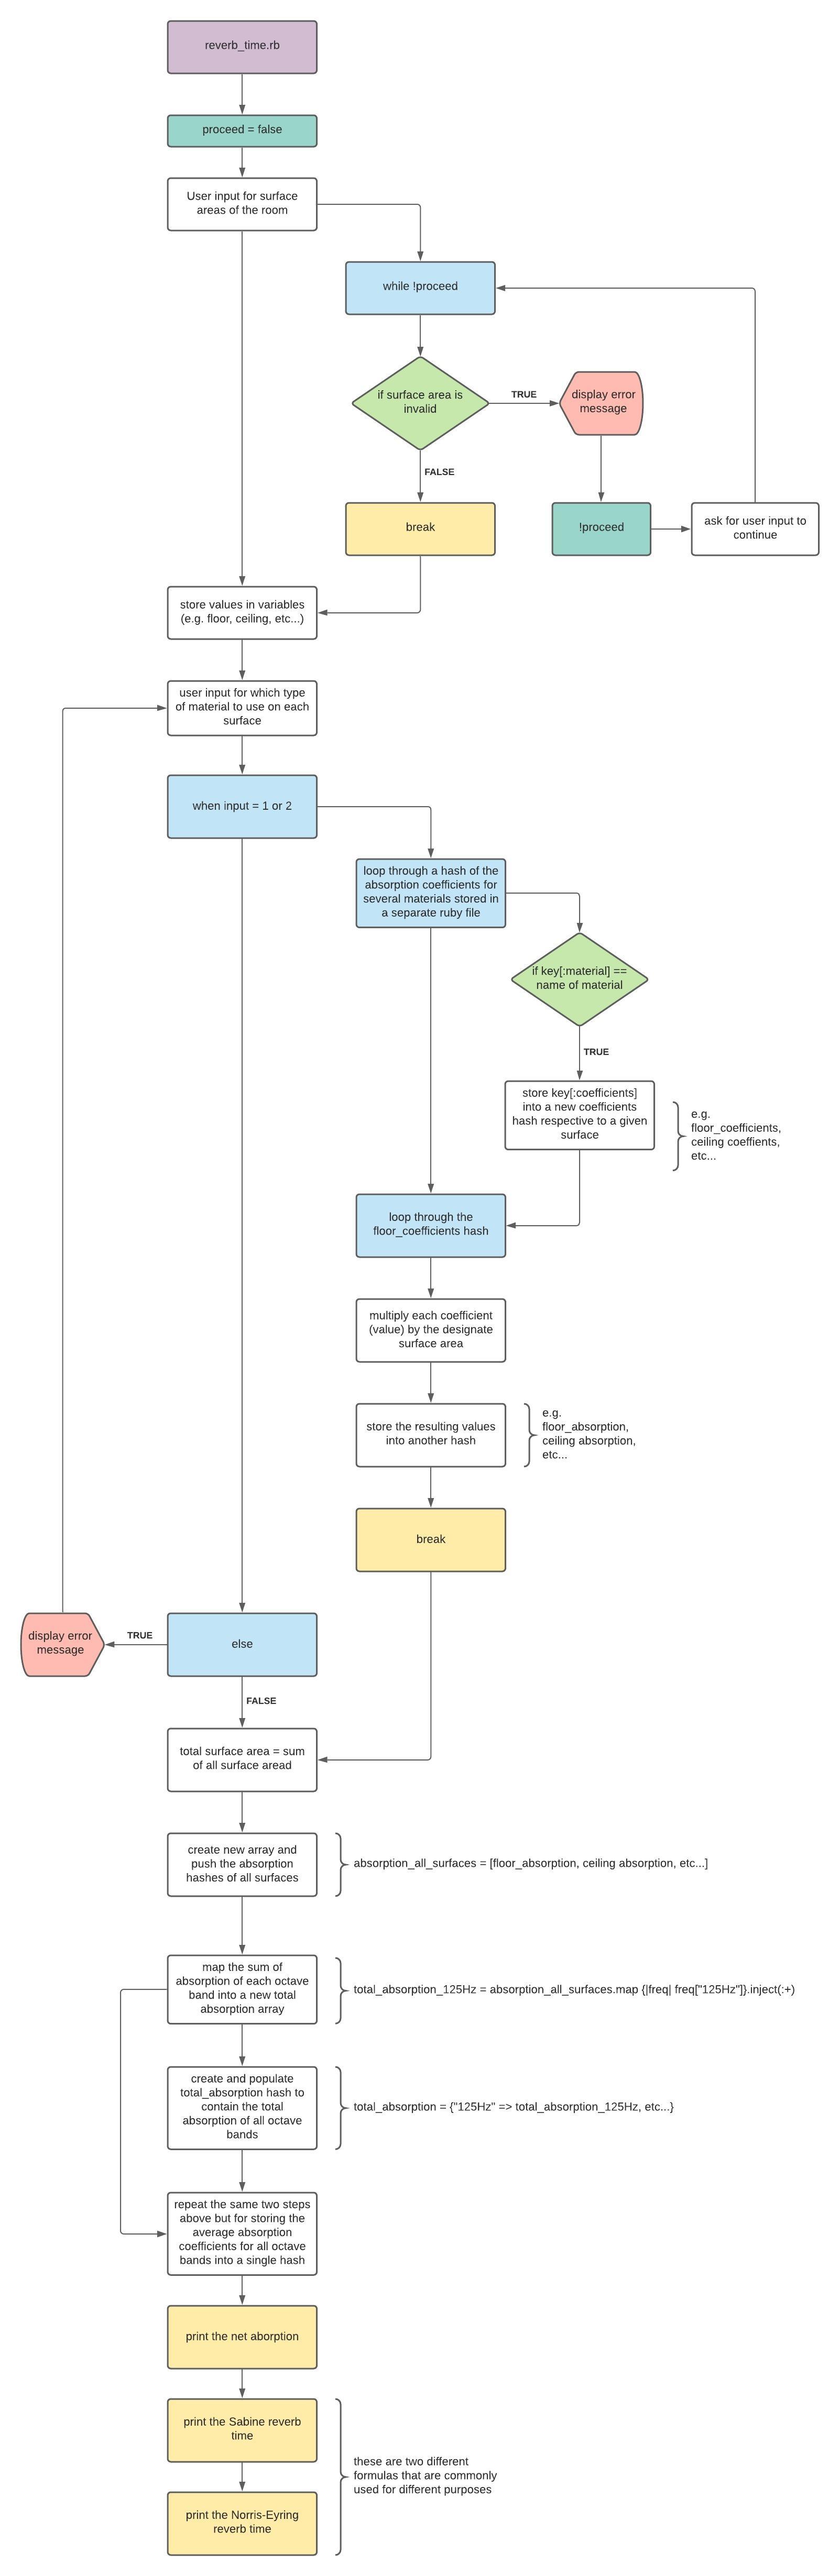 reverb_time.rb
proceed = false
User input for surface
areas of the room
while !proceed
if surface area is
invalid
TRUE
display error
message
FALSE
break
!proceed
ask for user input to
continue
store values in variables
(e.g. floor, ceiling, etc...)
user input for which type
of material to use on each
surface
when input = 1 or 2
loop through a hash of the
absorption coefficients for
several materials stored in
a separate ruby file
if key[:material] ==
name of material
TRUE
store key[:coefficients]
into a new coefficients
hash respective to a given
surface
e.g.
floor_coefficients,
ceiling coeffients,
etc...
loop through the
floor_coefficients hash
multiply each coefficient
(value) by the designate
surface area
store the resulting values
into another hash
e.g.
floor_absorption,
ceiling absorption,
etc...
break
display error
message
TRUE
else
FALSE
total surface area = sum
of all surface aread
create new array and
push the absorption
hashes of all surfaces
absorption_all_surfaces = [floor_absorption, ceiling absorption, etc...]
map the sum of
absorption of each octave
band into a new total
absorption array
total_absorption_125Hz = absorption_all_surfaces.map {|freq| freq["125Hz"]}.inject(:+)
create and populate
total_absorption hash to
contain the total
absorption of all octave
bands
total_absorption = {"125Hz" => total_absorption_125Hz, etc...}
repeat the same two steps
above but for storing the
average absorption
coefficients for all octave
bands into a single hash
print the net aborption
print the Sabine reverb
time
these are two different
formulas that are commonly
used for different purposes
print the Norris-Eyring
reverb time